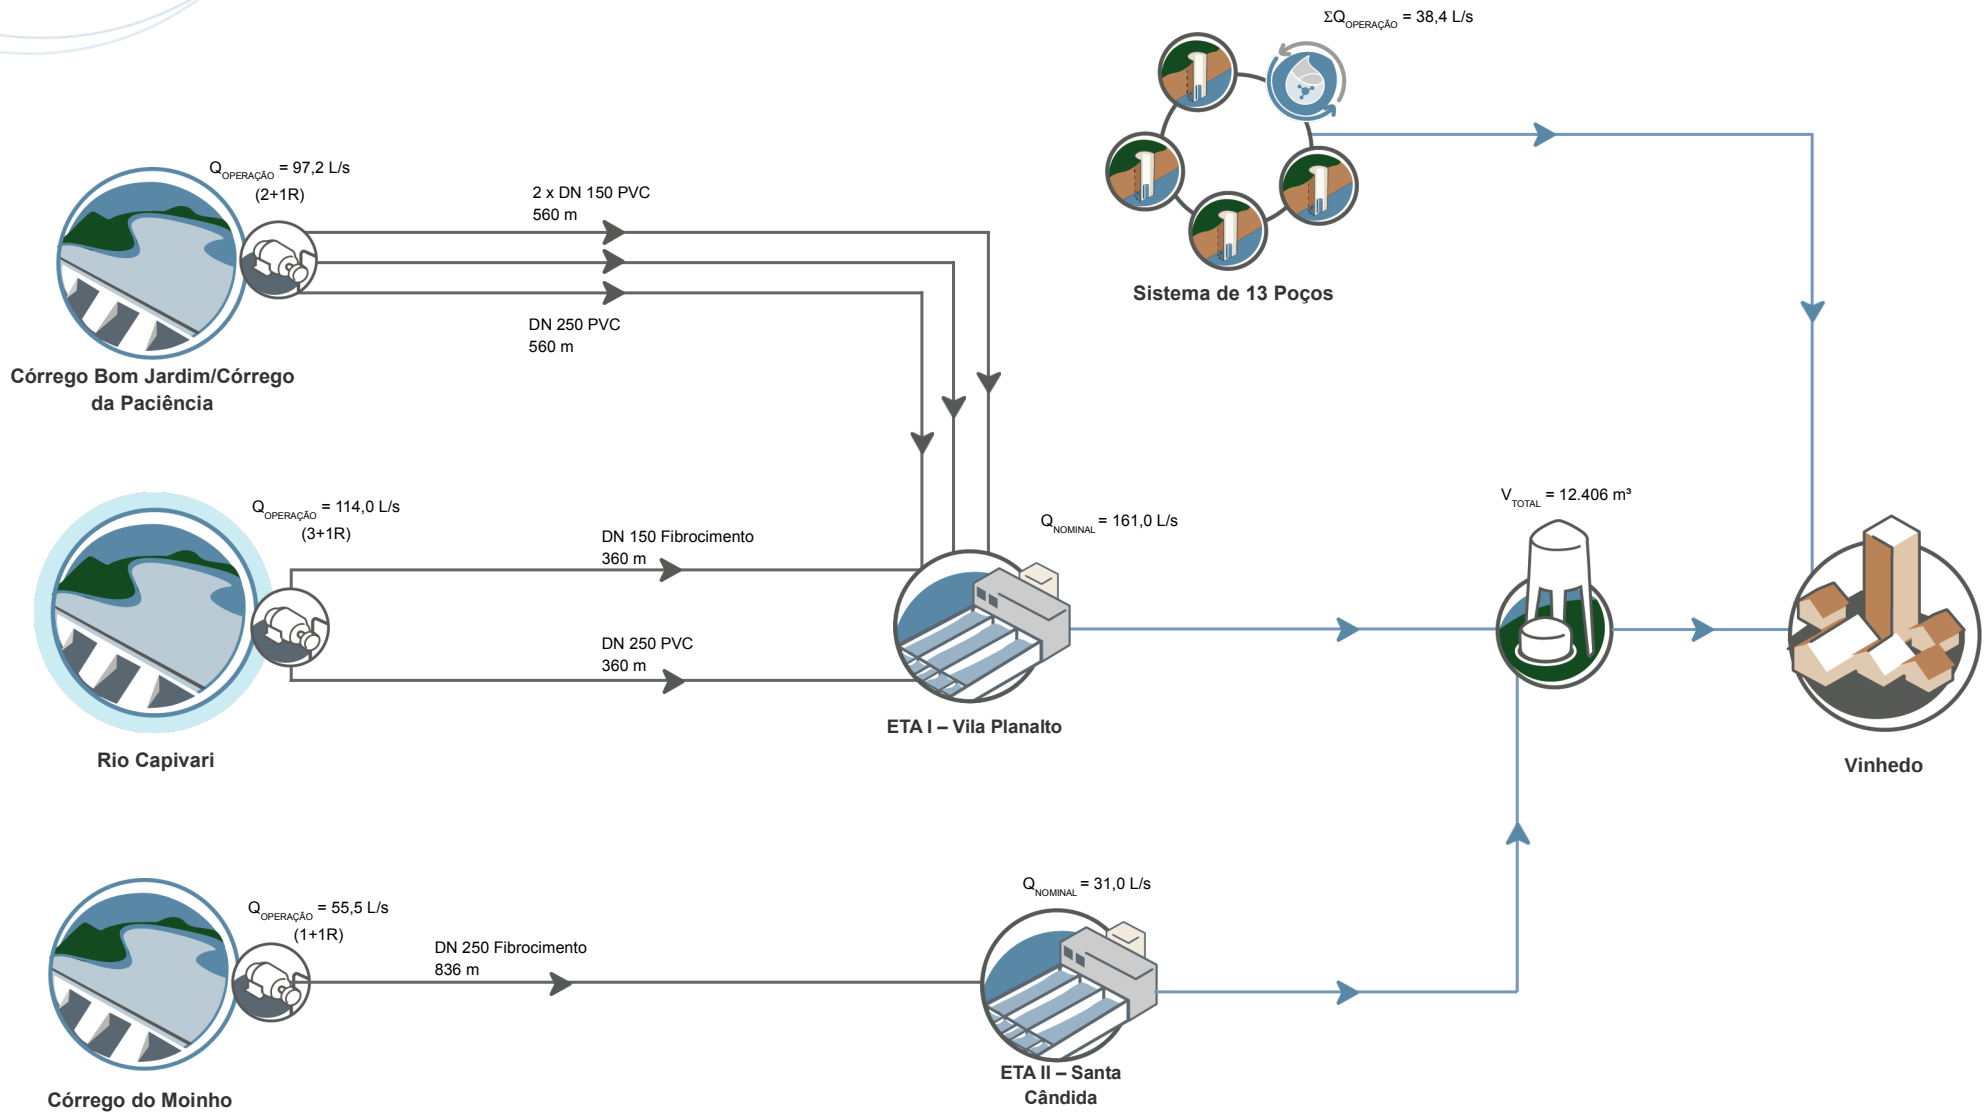 ΣQOPERAÇÃO = 38,4 L/s
Sistema de 13 Poços
QOPERAÇÃO = 97,2 L/s
(2+1R)
2 x DN 150 PVC
560 m
DN 250 PVC
560 m
Córrego Bom Jardim/Córrego
da Paciência
QOPERAÇÃO = 114,0 L/s
(3+1R)
DN 150 Fibrocimento
360 m
DN 250 PVC
360 m
Rio Capivari
QNOMINAL = 161,0 L/s
ETA I – Vila Planalto
VTOTAL = 12.406 m³
Vinhedo
QOPERAÇÃO = 55,5 L/s
(1+1R)
DN 250 Fibrocimento
836 m
Córrego do Moinho
QNOMINAL = 31,0 L/s
ETA II – Santa
Cândida